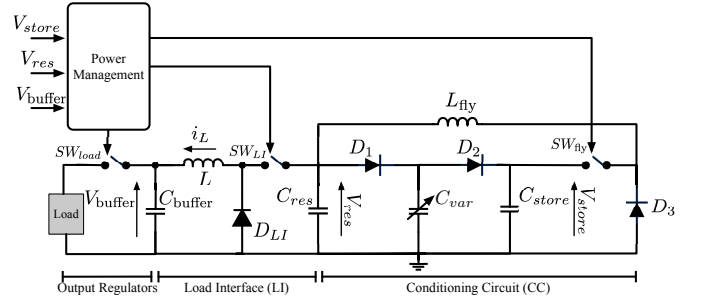 V_store
V_res
V_buffer
Power
Management
L_fly
i_L
SW_load
L
SW_LI
D_1
D_2
SW_fly
Load
V_buffer
C_buffer
D_LI
C_res
V_res
C_var
C_store
V_store
D_3
Output Regulators
Load Interface (LI)
Conditioning Circuit (CC)